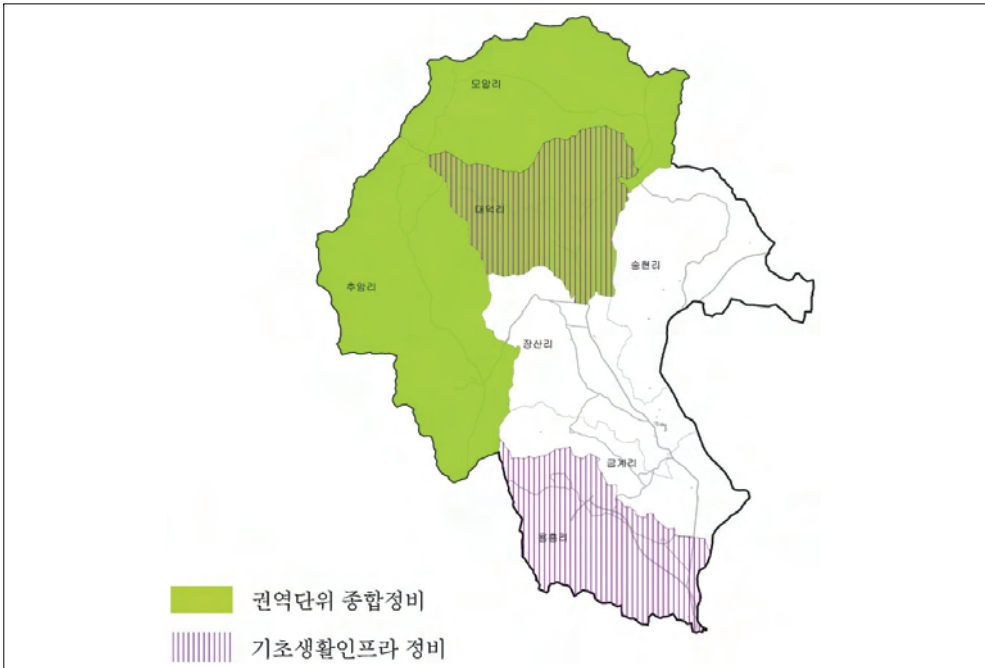 모암리
대덕리
송현리
추암리
장산리
금계리
용흥리
권역단위 종합정비
기초생활인프라 정비